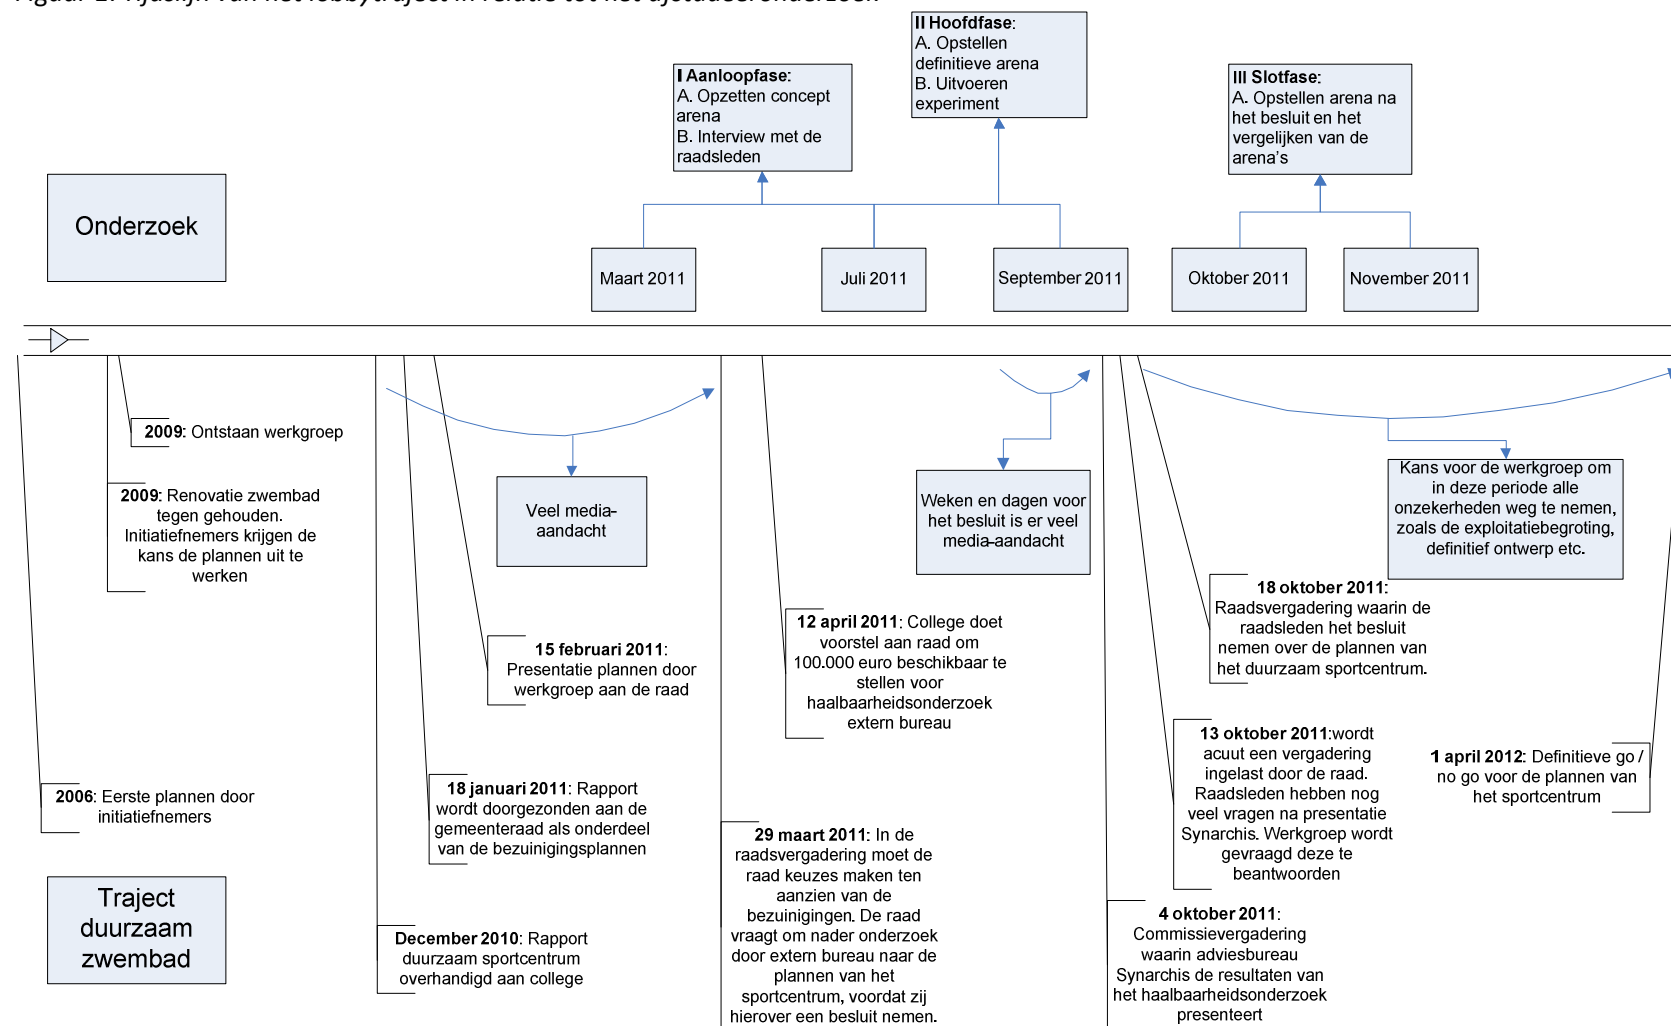 Figuur 1: Tijdslijn van het lobbytraject in relatie tot het afstudeeronderzoek
II Hoofdfase:
A. Opstellen
definitieve arena
B. Uitvoeren
experiment
I Aanloopfase:
A. Opzetten concept
arena
B. Interview met de
raadsleden
III Slotfase:
A. Opstellen arena na
het besluit en het
vergelijken van de
arena's
Onderzoek
Maart 2011
Juli 2011
September 2011
Oktober 2011
November 2011
2009: Ontstaan werkgroep
2009: Renovatie zwembad
tegen gehouden.
Initiatiefnemers krijgen de
kans de plannen uit te
werken
Veel media-
aandacht
Weken en dagen voor
het besluit is er veel
media-aandacht
Kans voor de werkgroep om
in deze periode alle
onzekerheden weg te nemen,
zoals de exploitatiebegroting,
definitief ontwerp etc.
18 oktober 2011:
Raadsvergadering waarin de
raadsleden het besluit
nemen over de plannen van
het duurzaam sportcentrum.
12 april 2011: College doet
voorstel aan raad om
100.000 euro beschikbaar te
stellen voor
haalbaarheidsonderzoek
extern bureau
15 februari 2011:
Presentatie plannen door
werkgroep aan de raad
13 oktober 2011:wordt
acuut een vergadering
ingelast door de raad.
Raadsleden hebben nog
veel vragen na presentatie
Synarchis. Werkgroep wordt
gevraagd deze te
beantwoorden
1 april 2012: Definitieve go /
no go voor de plannen van
het sportcentrum
2006: Eerste plannen door
initiatiefnemers
18 januari 2011: Rapport
wordt doorgezonden aan de
gemeenteraad als onderdeel
van de bezuinigingsplannen
29 maart 2011: In de
raadsvergadering moet de
raad keuzes maken ten
aanzien van de
bezuinigingen. De raad
vraagt om nader onderzoek
door extern bureau naar de
plannen van het
sportcentrum, voordat zij
hierover een besluit nemen.
Traject
duurzaam
zwembad
December 2010: Rapport
duurzaam sportcentrum
overhandigd aan college
4 oktober 2011:
Commissievergadering
waarin adviesbureau
Synarchis de resultaten van
het haalbaarheidsonderzoek
presenteert